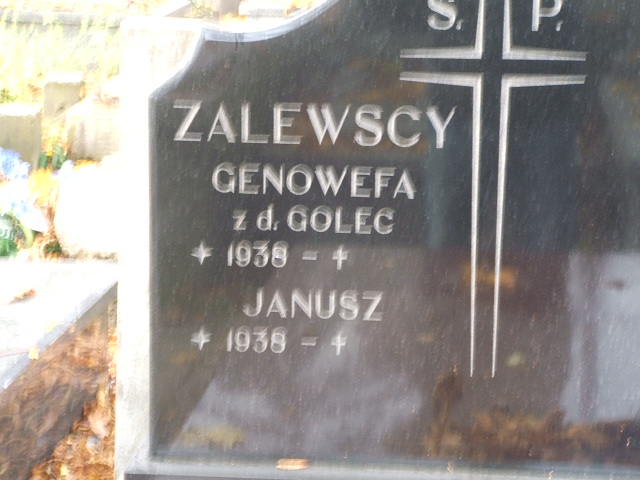 Ś. P.
ZALEWSCY
GENOWEFA
z d. GOLEC
* 1938 - †
JANUSZ
* 1938 - †